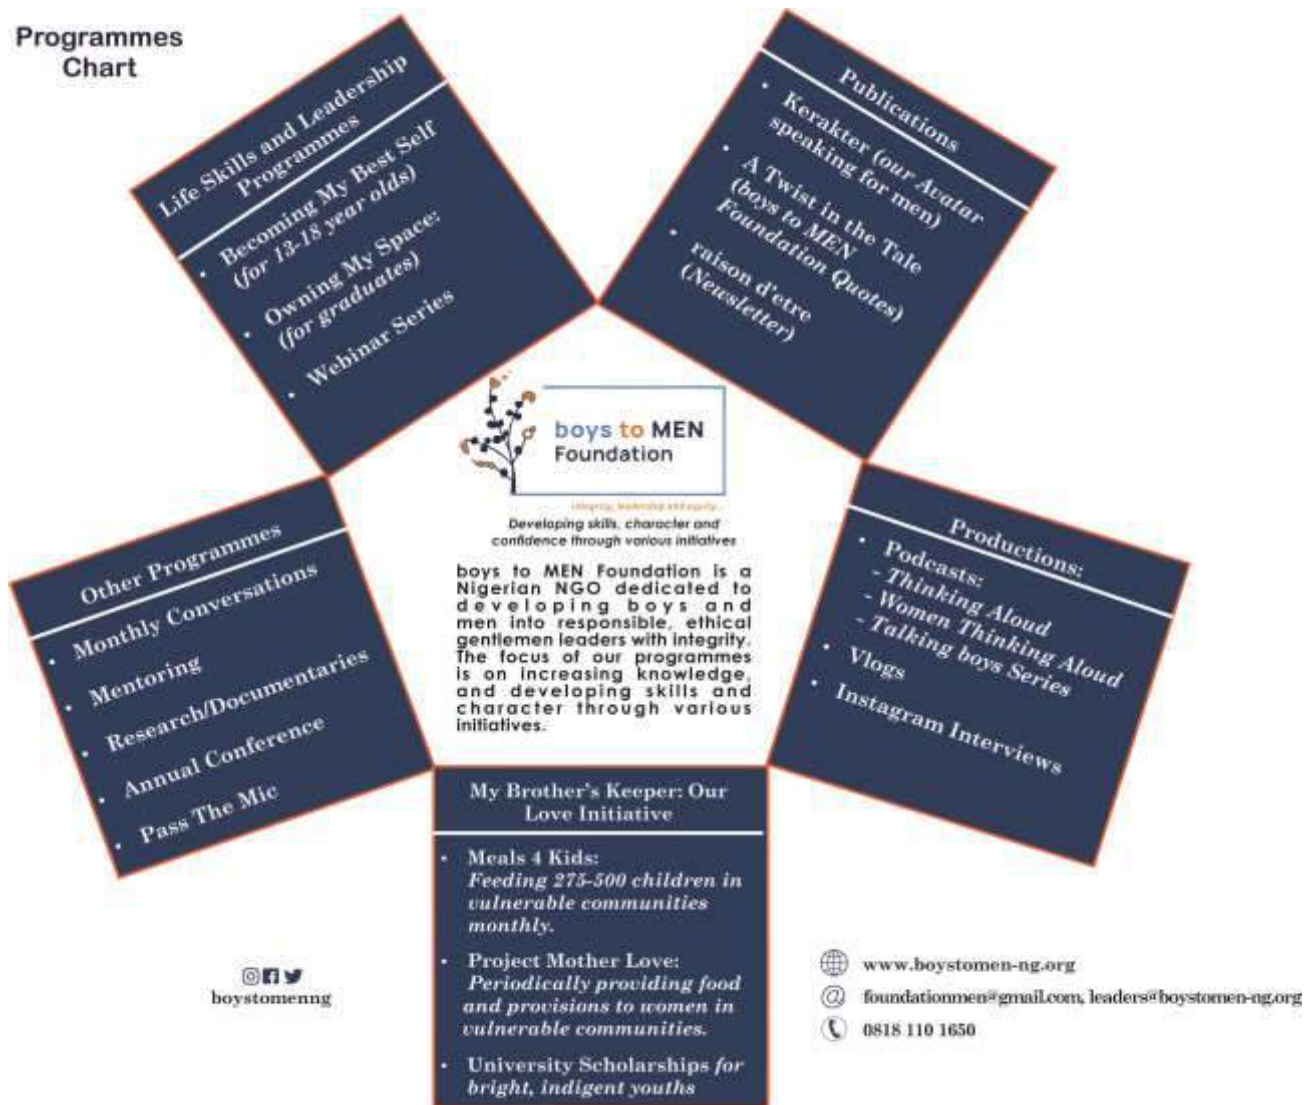 Programmes
Chart
Life Skills and Leadership
Programmes
• Becoming My Best Self
(for 13-18 year olds)
• Owning My Space:
(for graduates)
• Webinar Series
Publications
• Kerakter (our Avatar
speaking for men)
• A Twist in the Tale
(boys to MEN
Foundation Quotes)
• raison d'etre
(Newsletter)
boys to MEN
Foundation
integrity, leadership and equity...
Developing skills, character and
confidence through various initiatives
boys to MEN Foundation is a
Nigerian NGO dedicated to
developing boys and
men into responsible, ethical
gentlemen leaders with integrity.
The focus of our programmes
is on increasing knowledge,
and developing skills and
character through various
initiatives.
Other Programmes
• Monthly Conversations
• Mentoring
• Research/Documentaries
• Annual Conference
• Pass The Mic
Productions:
• Podcasts:
- Thinking Aloud
- Women Thinking Aloud
- Talking boys Series
• Vlogs
• Instagram Interviews
My Brother's Keeper: Our
Love Initiative
• Meals 4 Kids:
Feeding 275-500 children in
vulnerable communities
monthly.
• Project Mother Love:
Periodically providing food
and provisions to women in
vulnerable communities.
• University Scholarships for
bright, indigent youths
boystomenng
www.boystomen-ng.org
foundationmen@gmail.com, leaders@boystomen-ng.org
0818 110 1650